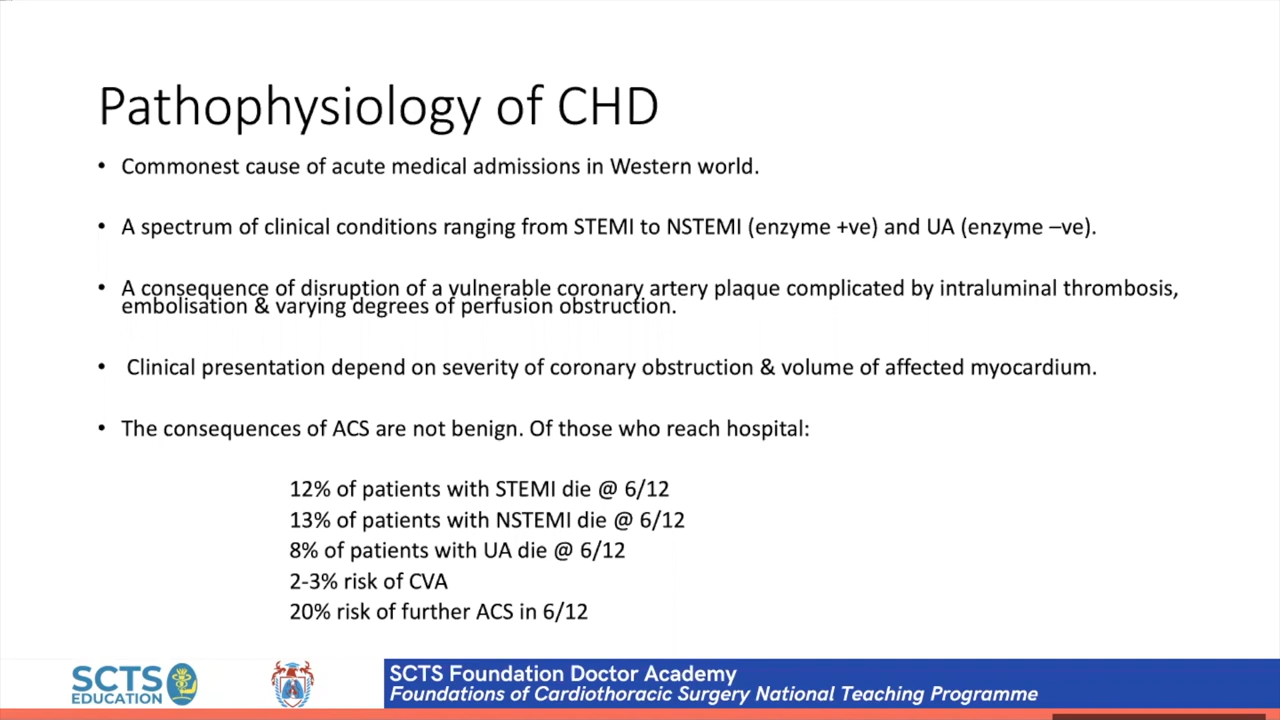 Pathophysiology of CHD
• Commonest cause of acute medical admissions in Western world.
• A spectrum of clinical conditions ranging from STEMI to NSTEMI (enzyme +ve) and UA (enzyme –ve).
• A consequence of disruption of a vulnerable coronary artery plaque complicated by intraluminal thrombosis,
embolisation & varying degrees of perfusion obstruction.
• Clinical presentation depend on severity of coronary obstruction & volume of affected myocardium.
• The consequences of ACS are not benign. Of those who reach hospital:
12% of patients with STEMI die @ 6/12
13% of patients with NSTEMI die @ 6/12
8% of patients with UA die @ 6/12
2-3% risk of CVA
20% risk of further ACS in 6/12
SCTS
EDUCATION
SCTS Foundation Doctor Academy
Foundations of Cardiothoracic Surgery National Teaching Programme